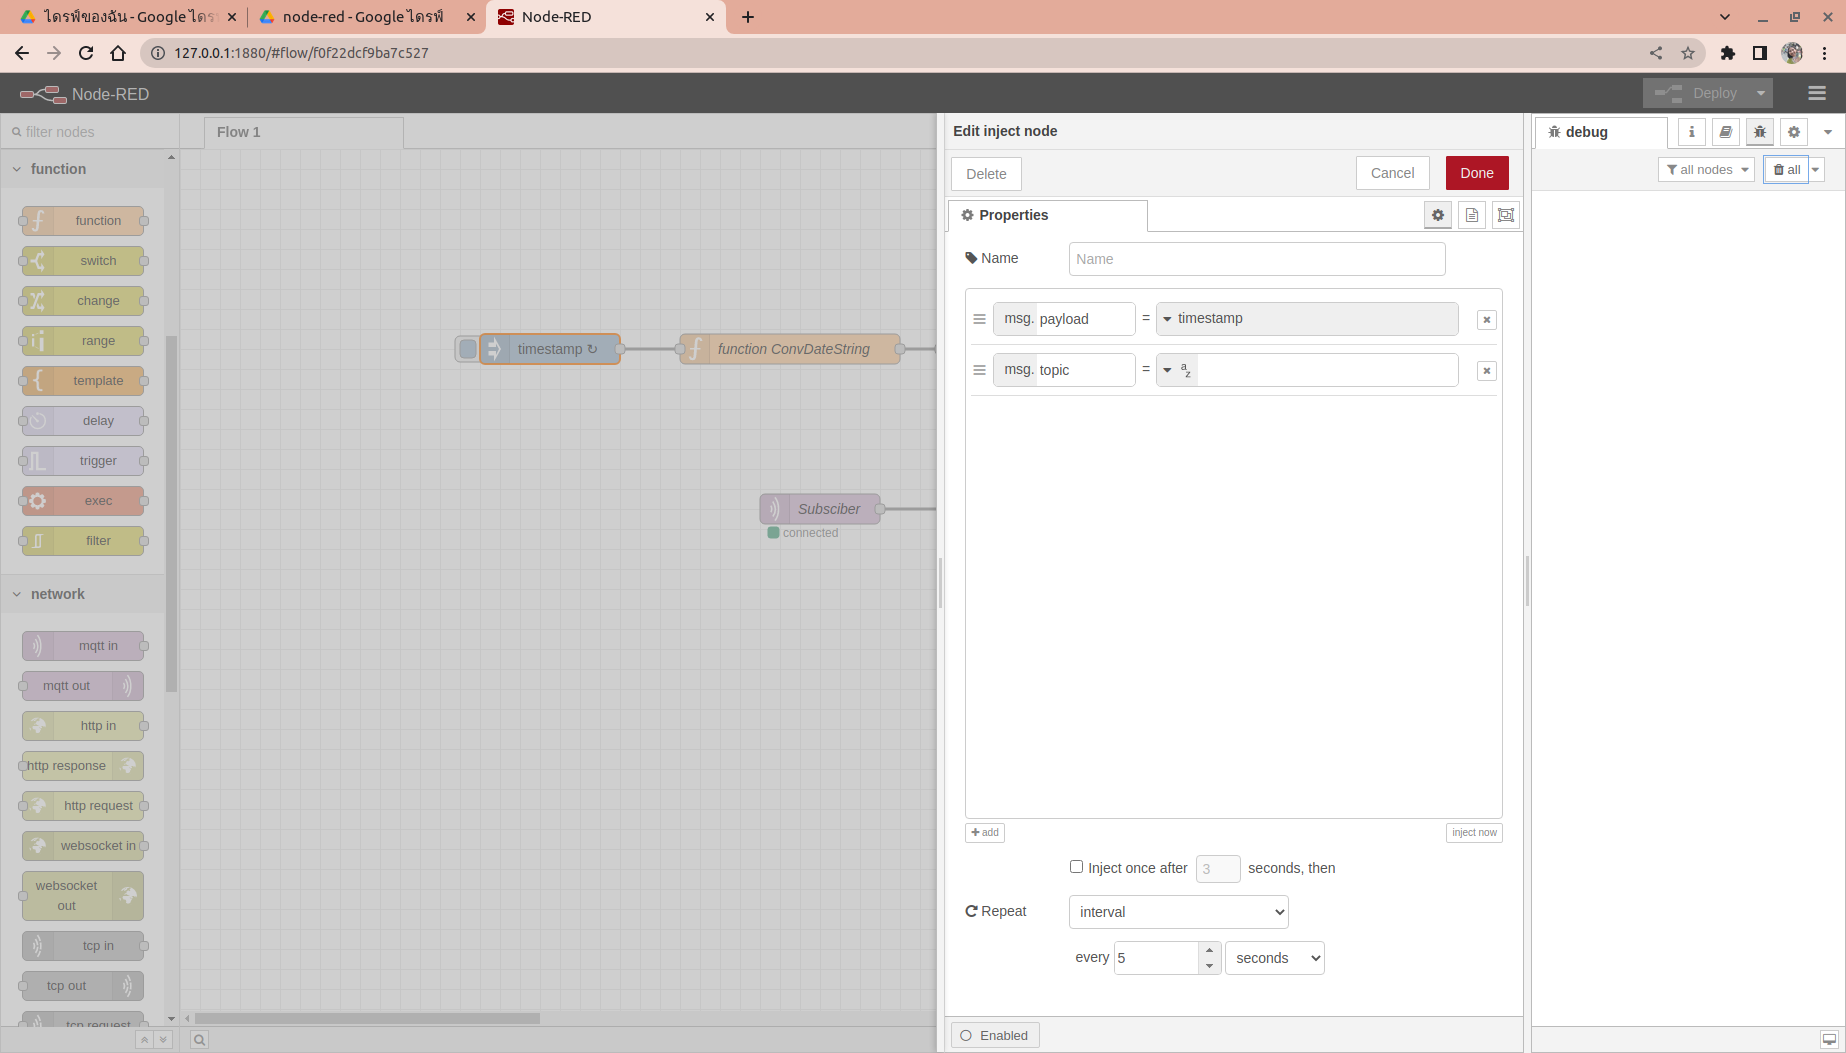 ไดรฟ์ของฉัน - Google ไดร
node-red - Google ไดรฟ์
Node-RED
127.0.0.1:1880/#flow/f0f22dcf9ba7c527
Node-RED
Deploy
filter nodes
Flow 1
Edit inject node
debug
i
Delete
Cancel
Done
all nodes
all
function
Properties
function
switch
change
range
template
delay
trigger
exec
filter
network
mqtt in
mqtt out
http in
http response
http request
websocket in
websocket
out
tcp in
tcp out
tcp request
timestamp ↻
function ConvDateString
Subsciber
connected
Name
Name
msg. payload = timestamp
msg. topic = a z
add
inject now
Inject once after 3 seconds, then
Repeat interval
every 5 seconds
Enabled